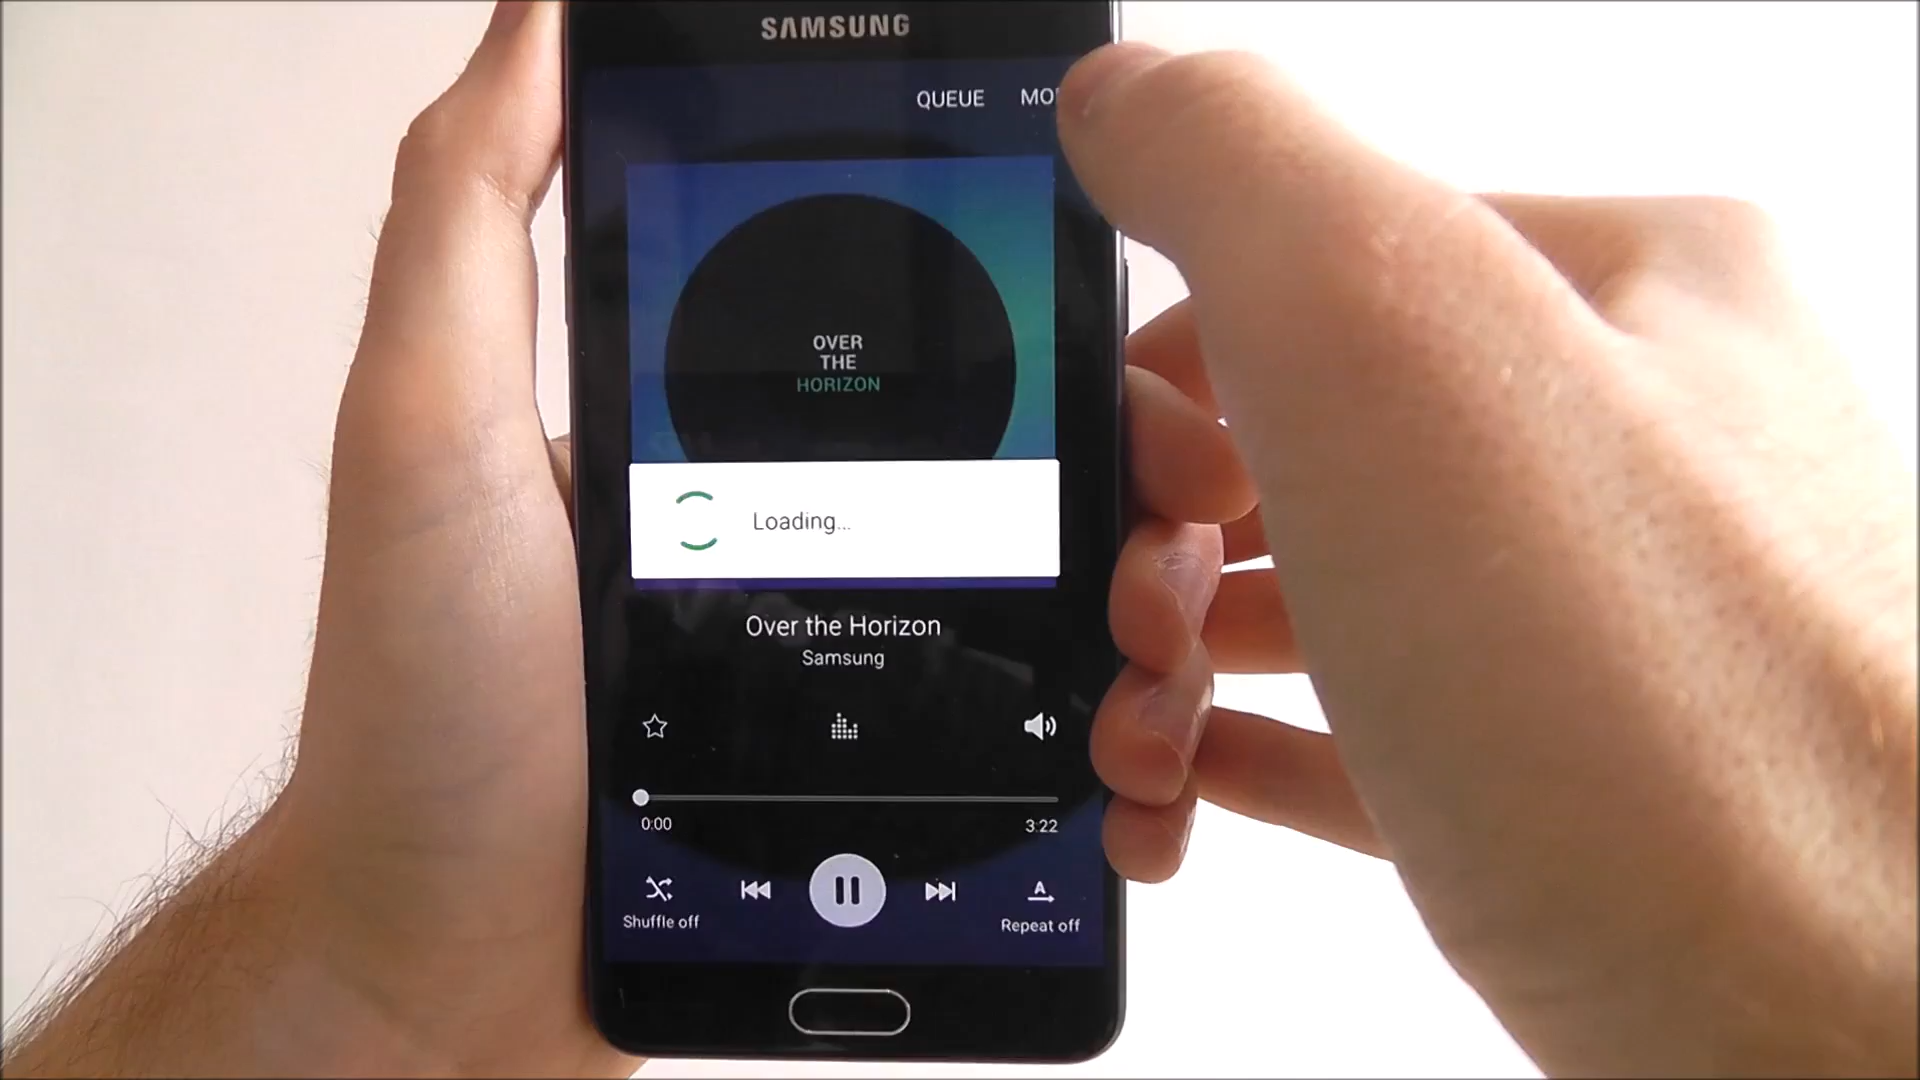 SAMSUNG
QUEUE
OVER
THE
HORIZON
Loading...
Over the Horizon
Samsung
0:00
3:22
A
Shuffle off
Repeat off